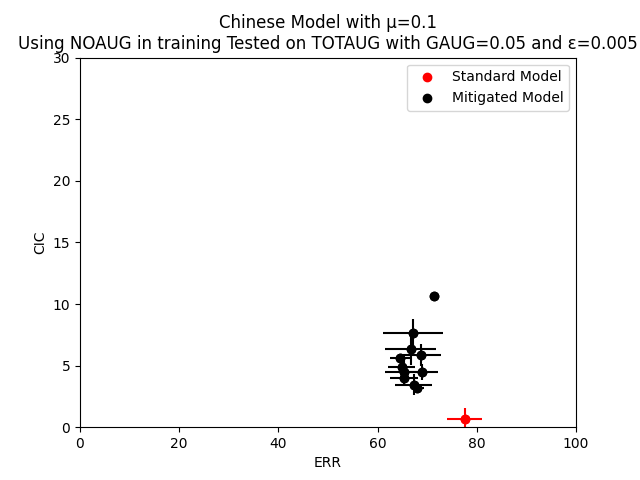 Chinese Model with μ=0.1
Using NOAUG in training Tested on TOTAUG with GAUG=0.05 and ε=0.005
Standard Model
Mitigated Model
30
25
20
15
10
5
0
CIC
0 20 40 60 80 100
ERR